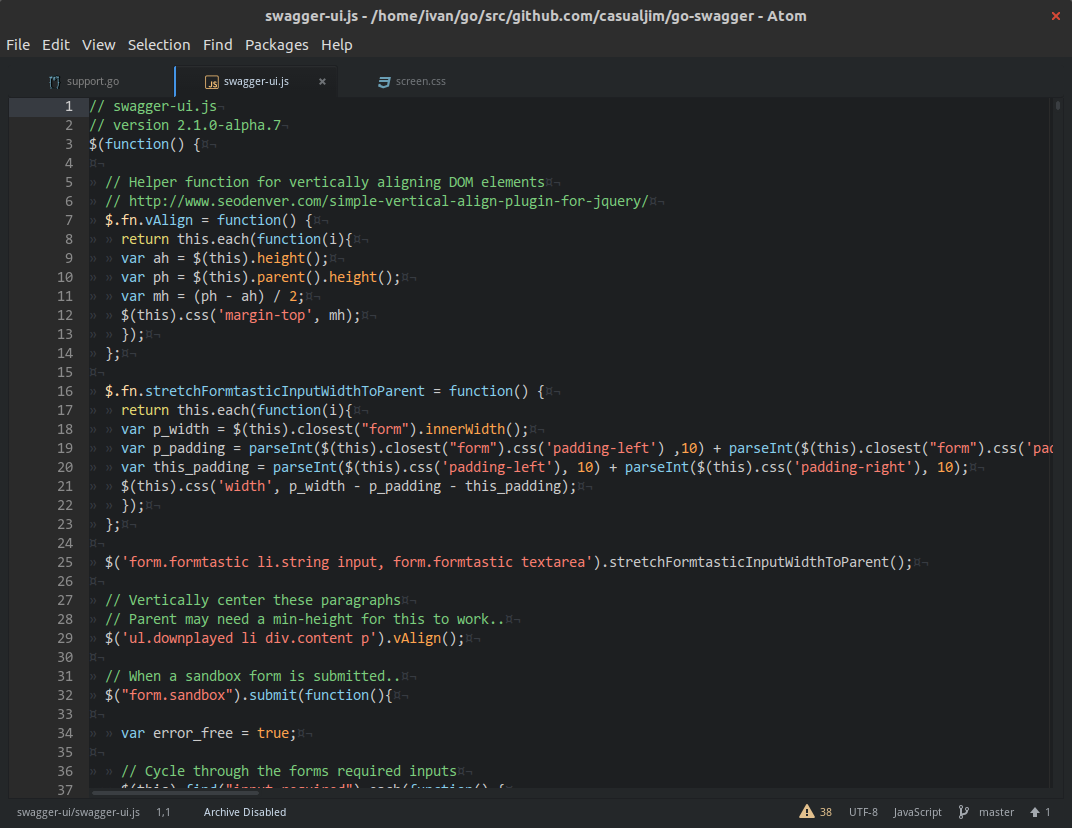 swagger-ui.js - /home/ivan/go/src/github.com/casualjim/go-swagger - Atom
File Edit View Selection Find Packages Help
support.go swagger-ui.js screen.css
1 // swagger-ui.js
2 // version 2.1.0-alpha.7
3 $(function() {
4
5 // Helper function for vertically aligning DOM elements
6 // http://www.seodenver.com/simple-vertical-align-plugin-for-jquery/
7 $.fn.vAlign = function() {
8 return this.each(function(i){
9 var ah = $(this).height();
10 var ph = $(this).parent().height();
11 var mh = (ph - ah) / 2;
12 $(this).css('margin-top', mh);
13 });
14 };
15
16 $.fn.stretchFormtasticInputWidthToParent = function() {
17 return this.each(function(i){
18 var p_width = $(this).closest("form").innerWidth();
19 var p_padding = parseInt($(this).closest("form").css('padding-left') ,10) + parseInt($(this).closest("form").css('pad
20 var this_padding = parseInt($(this).css('padding-left'), 10) + parseInt($(this).css('padding-right'), 10);
21 $(this).css('width', p_width - p_padding - this_padding);
22 });
23 };
24
25 $('form.formtastic li.string input, form.formtastic textarea').stretchFormtasticInputWidthToParent();
26
27 // Vertically center these paragraphs
28 // Parent may need a min-height for this to work..
29 $('ul.downplayed li div.content p').vAlign();
30
31 // When a sandbox form is submitted..
32 $("form.sandbox").submit(function(){
33
34 var error_free = true;
35
36 // Cycle through the forms required inputs
37 $(this).find("input.required").each(function() {
swagger-ui/swagger-ui.js 1,1 Archive Disabled 38 UTF-8 JavaScript master 1